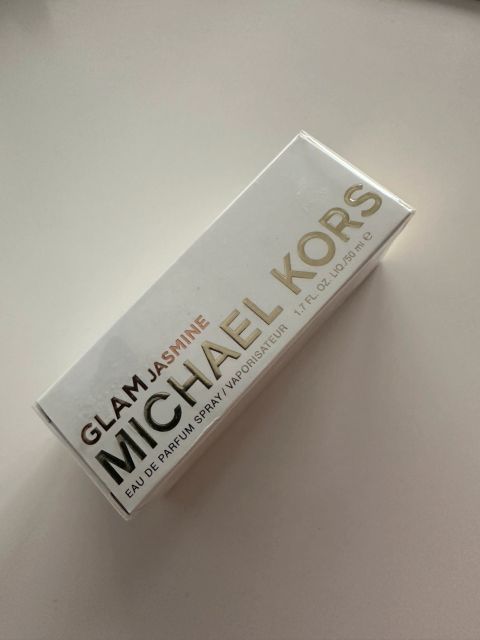 GLAM JASMINE
MICHAEL KORS
EAU DE PARFUM SPRAY / VAPORISATEUR 1.7 FL. OZ. LIQ./50 ml ℮